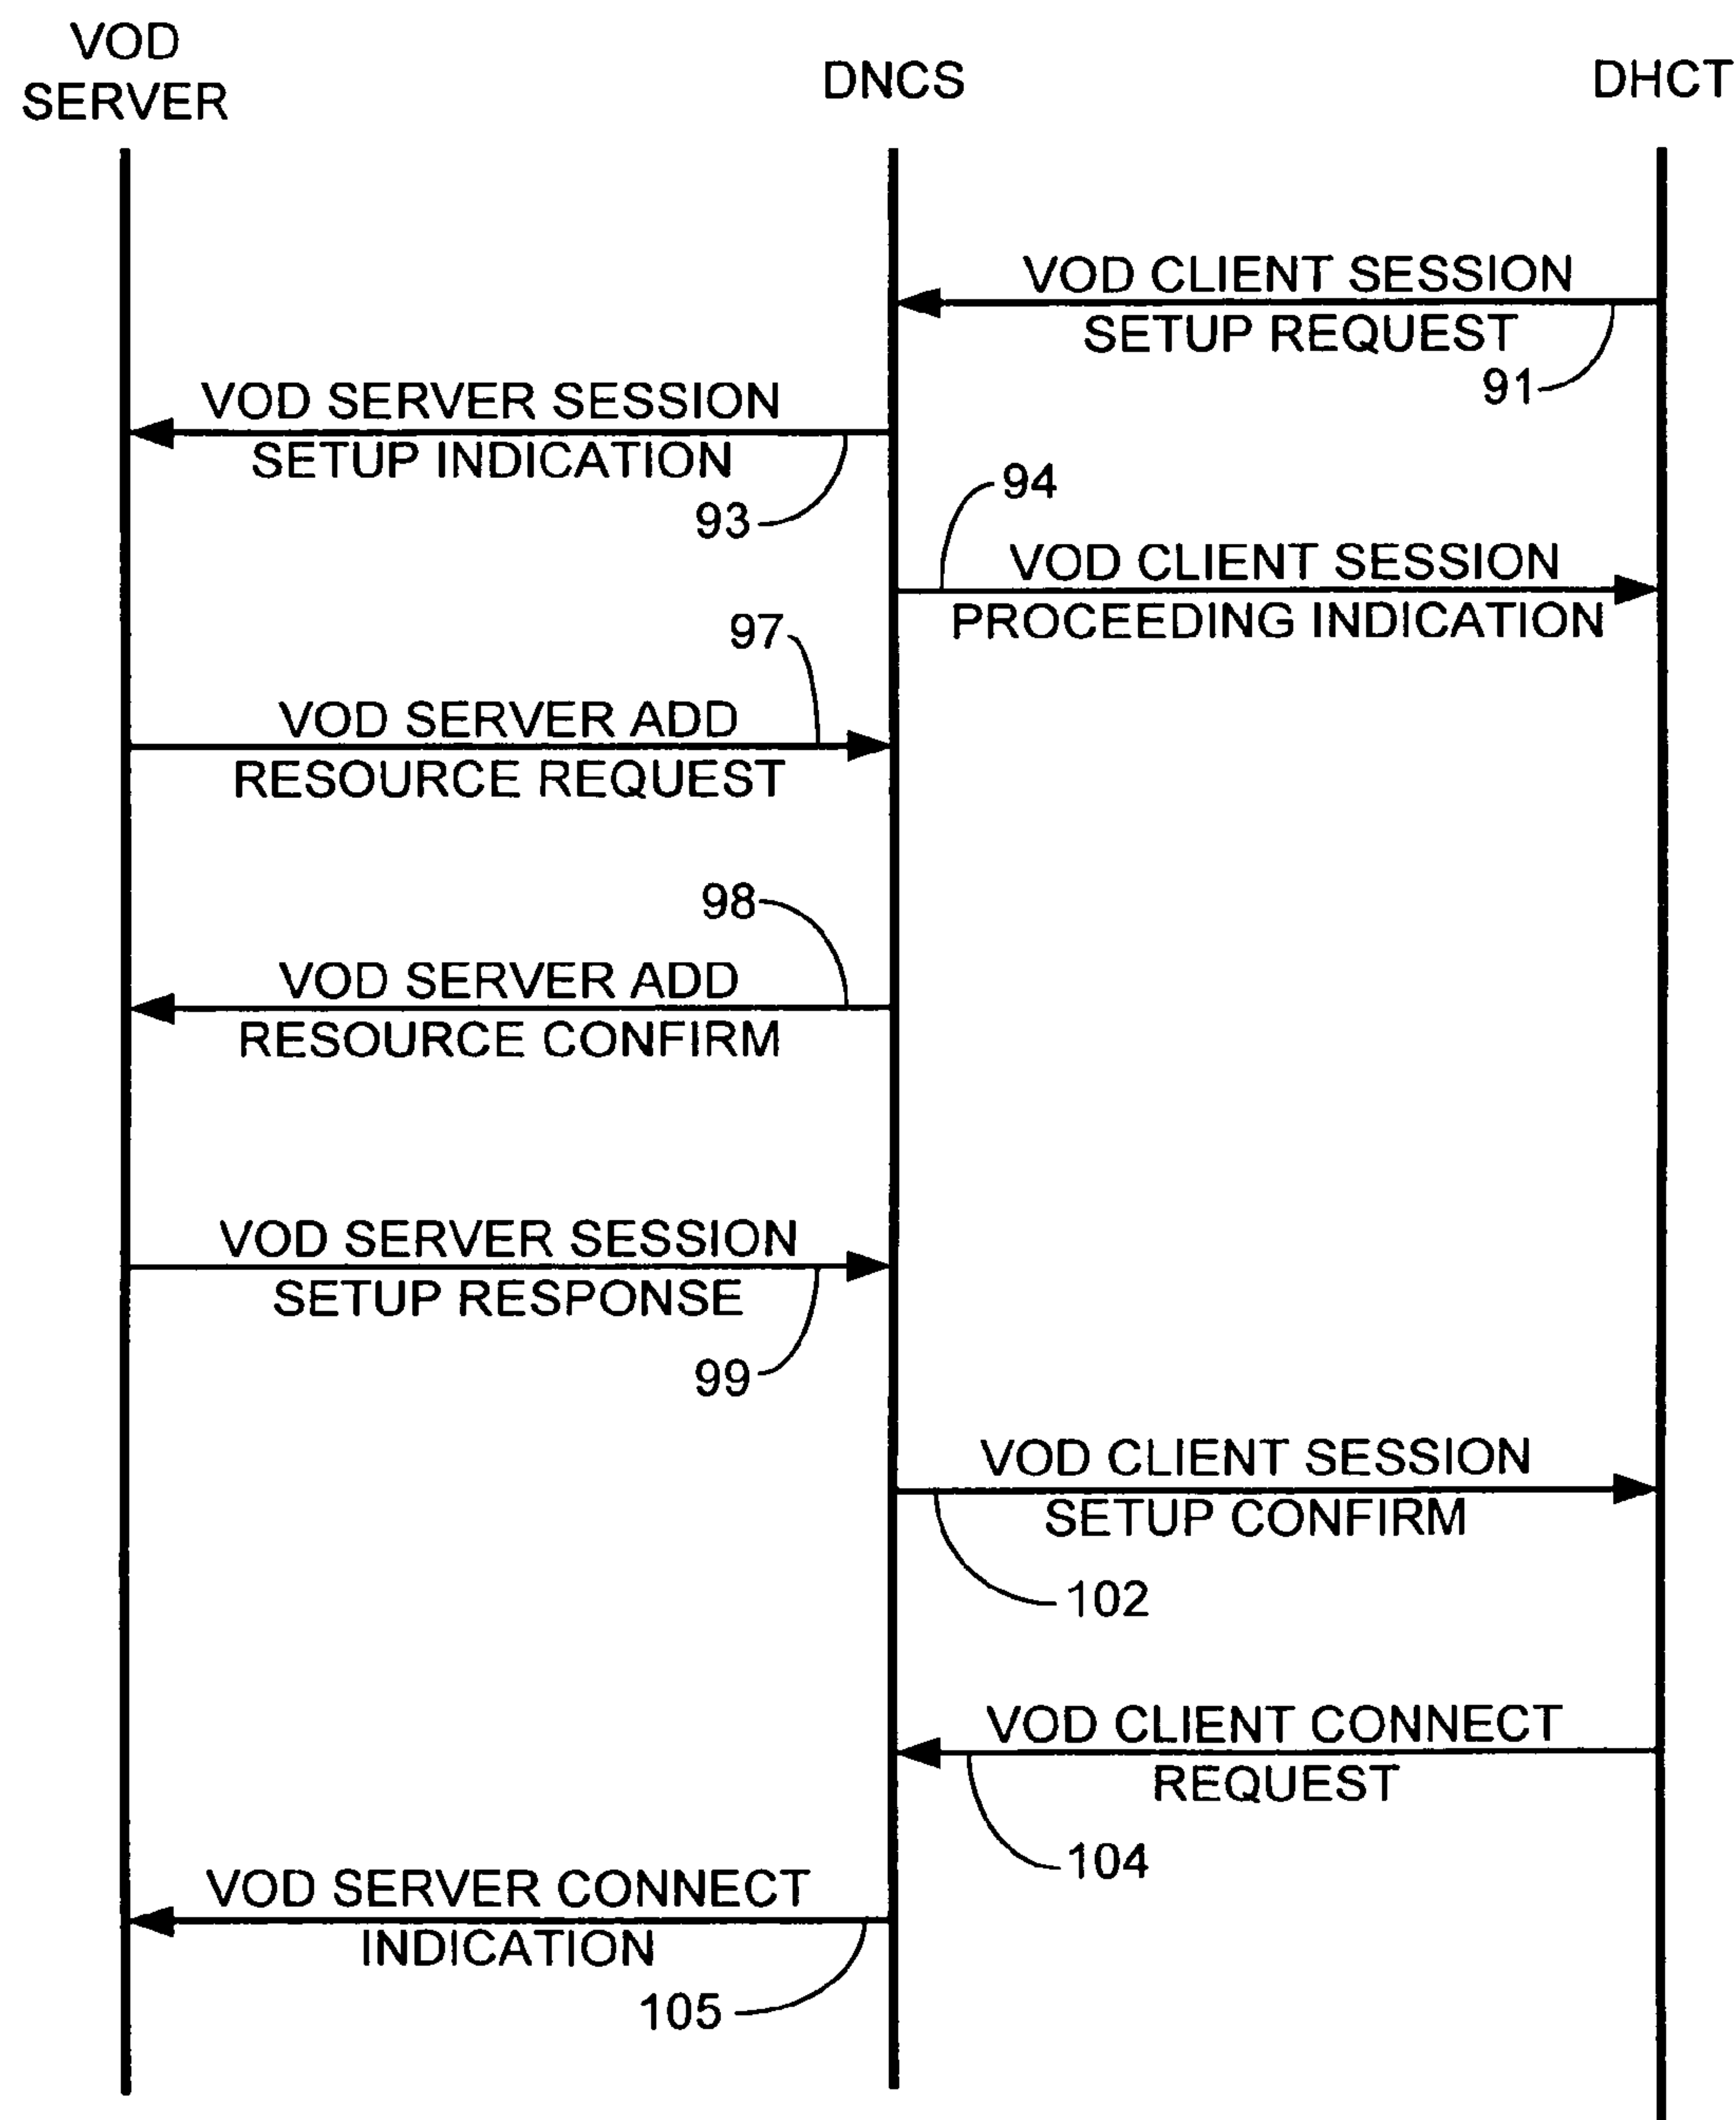 VOD
SERVER
DNCS
DHCT
VOD CLIENT SESSION
SETUP REQUEST
91
VOD SERVER SESSION
SETUP INDICATION
93
94
VOD CLIENT SESSION
PROCEEDING INDICATION
97
VOD SERVER ADD
RESOURCE REQUEST
98
VOD SERVER ADD
RESOURCE CONFIRM
VOD SERVER SESSION
SETUP RESPONSE
99
VOD CLIENT SESSION
SETUP CONFIRM
102
VOD CLIENT CONNECT
REQUEST
104
VOD SERVER CONNECT
INDICATION
105